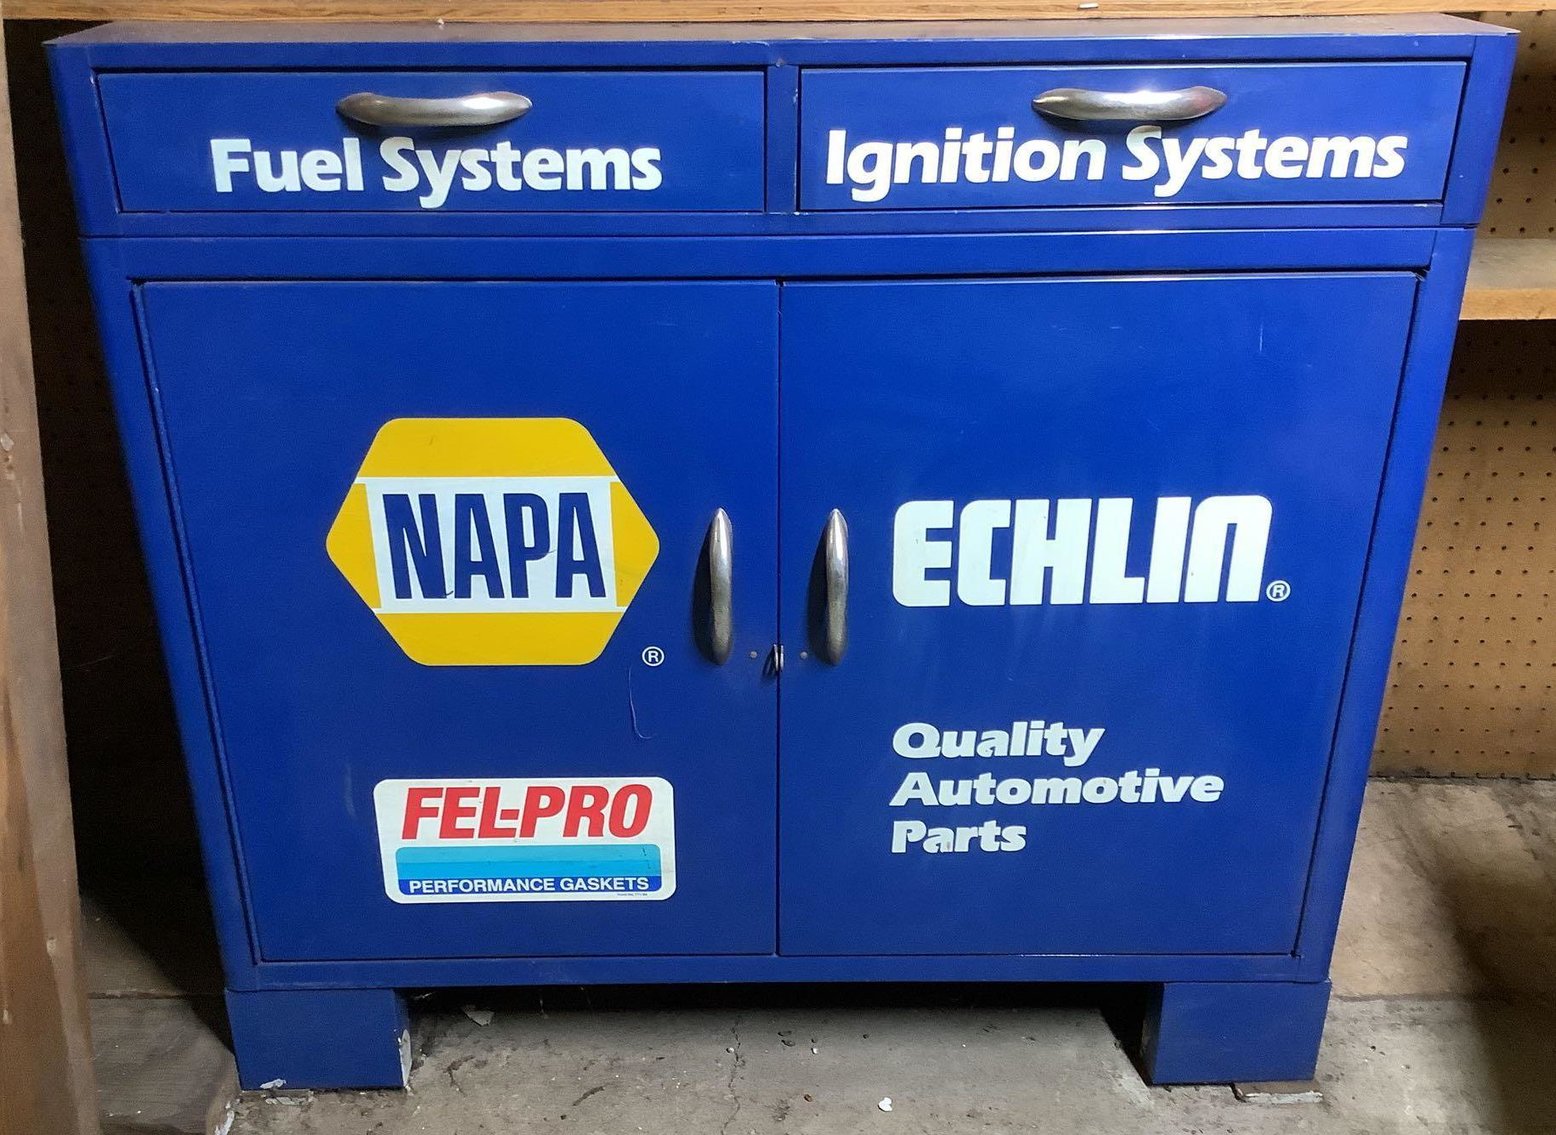 Fuel Systems
Ignition Systems
NAPA
®
ECHLIN®
Quality
Automotive
Parts
FEL-PRO
PERFORMANCE GASKETS